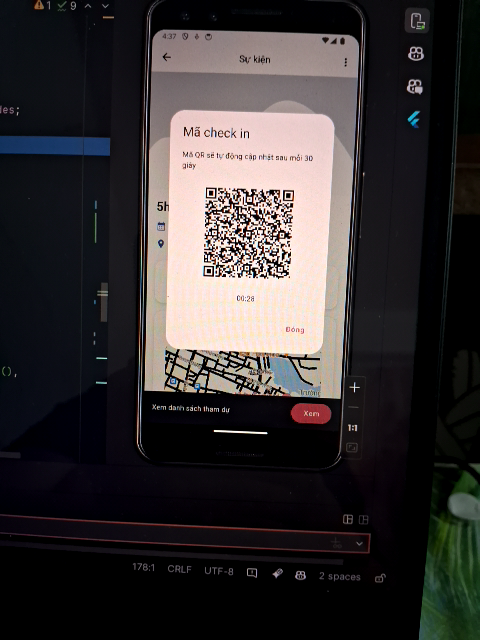 1 9
des;
4:37
Sự kiện
Mã check in
Mã QR sẽ tự động cập nhật sau mỗi 30
giây
5h
00:28
Đóng
(),
Xem danh sách tham dự
Xem
1:1
178:1 CRLF UTF-8 2 spaces